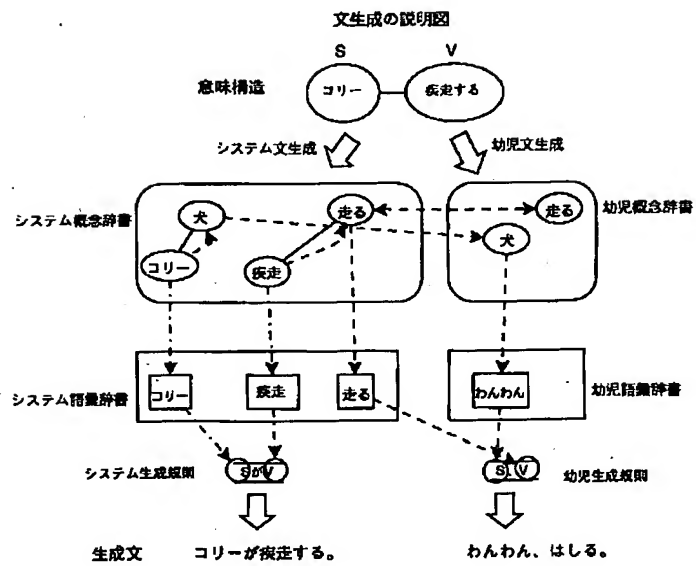 文生成の説明図
S V
意味構造 コリー 疾走する
システム文生成 幼児文生成
システム概念辞書 犬 走る 走る 幼児概念辞書
犬
コリー 疾走
システム語彙辞書 コリー 疾走 走る わんわん 幼児語彙辞書
システム生成規則 SがV S、V 幼児生成規則
生成文 コリーが疾走する。 わんわん、はしる。